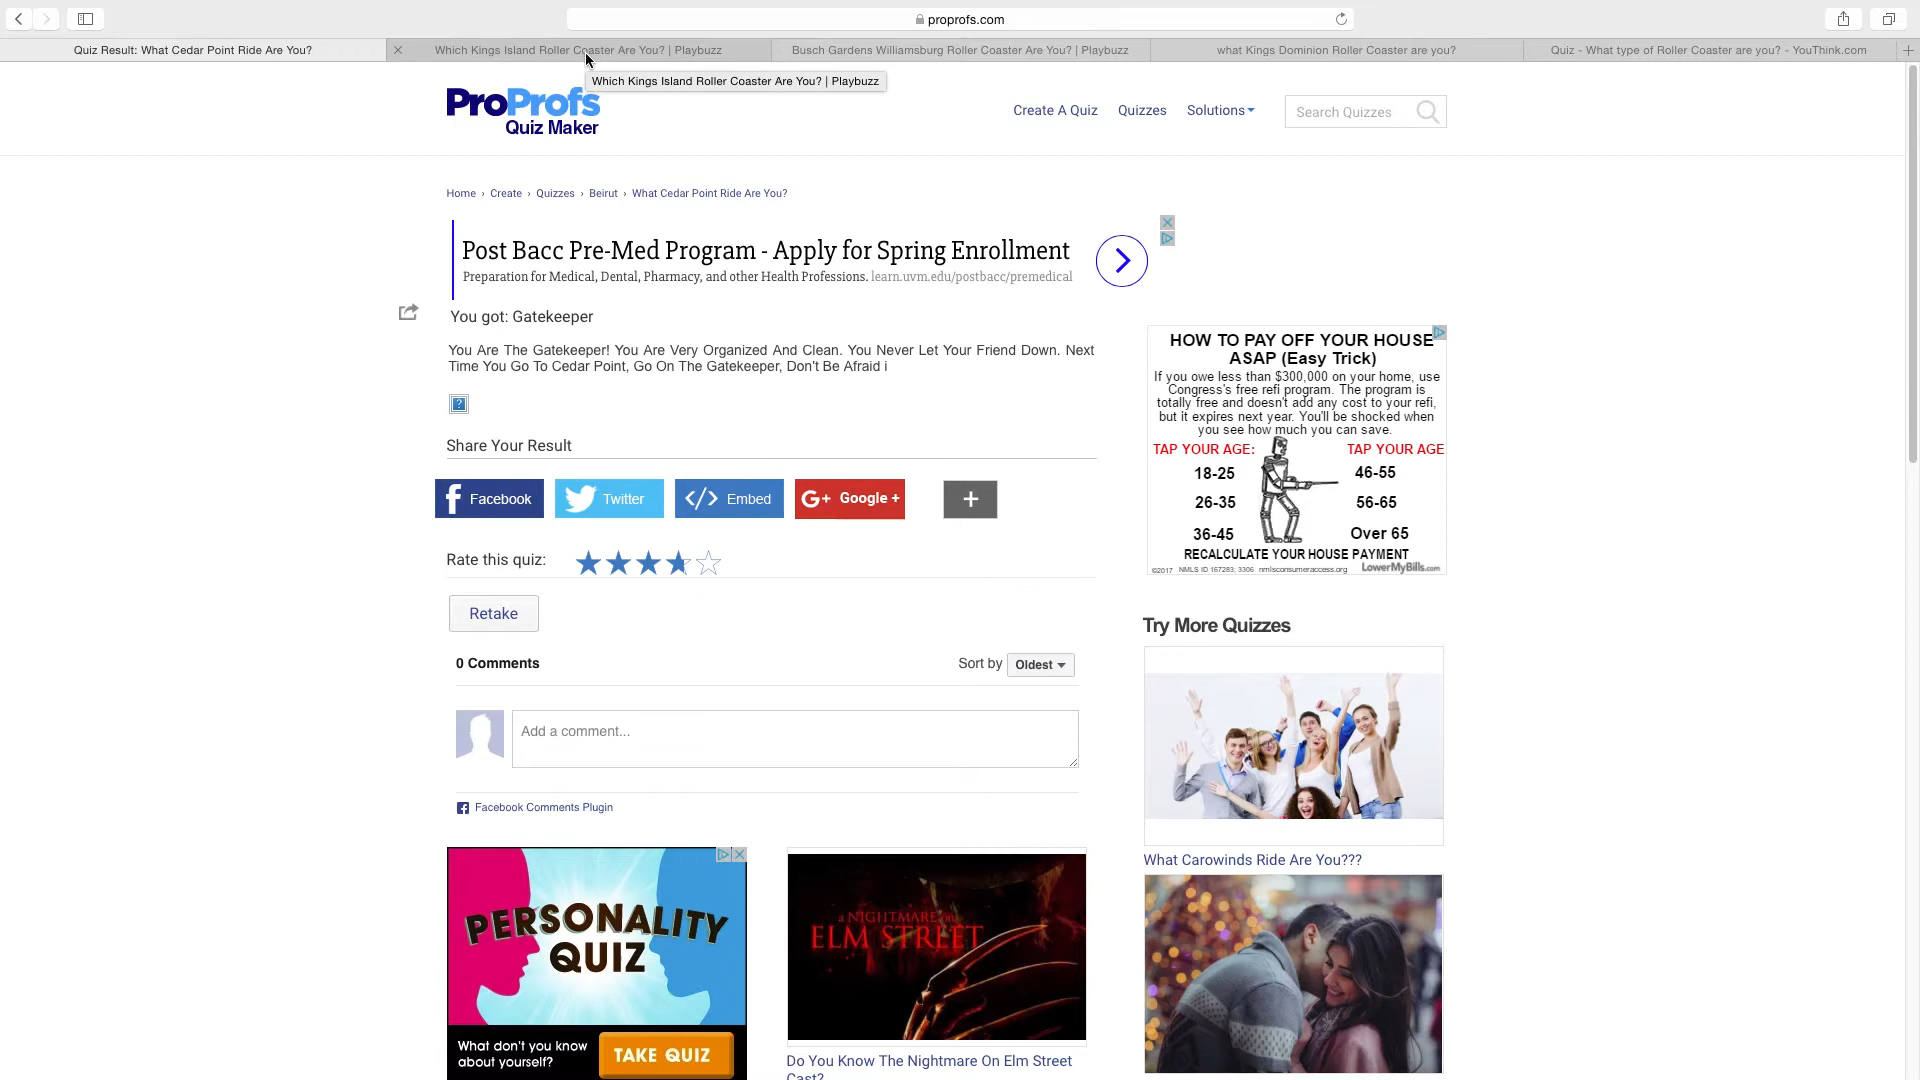 proprofs.com
Quiz Result: What Cedar Point Ride Are You?
Which Kings Island Roller Coaster Are You? | Playbuzz
Busch Gardens Williamsburg Roller Coaster Are You? | Playbuzz
what Kings Dominion Roller Coaster are you?
Quiz - What type of Roller Coaster are you? - YouThink.com
Which Kings Island Roller Coaster Are You? | Playbuzz
ProProfs
Quiz Maker
Create A Quiz
Quizzes
Solutions
Search Quizzes
Home › Create › Quizzes › Beirut › What Cedar Point Ride Are You?
Post Bacc Pre-Med Program - Apply for Spring Enrollment
Preparation for Medical, Dental, Pharmacy, and other Health Professions. learn.uvm.edu/postbacc/premedical
You got: Gatekeeper
You Are The Gatekeeper! You Are Very Organized And Clean. You Never Let Your Friend Down. Next
Time You Go To Cedar Point, Go On The Gatekeeper, Don't Be Afraid i
Share Your Result
Facebook
Twitter
Embed
G+ Google +
+
Rate this quiz:
Retake
0 Comments
Sort by Oldest
Add a comment...
Facebook Comments Plugin
HOW TO PAY OFF YOUR HOUSE
ASAP (Easy Trick)
If you owe less than $300,000 on your home, use
Congress's free refi program. The program is
totally free and doesn't add any cost to your refi,
but it expires next year. You'll be shocked when
you see how much you can save.
TAP YOUR AGE: TAP YOUR AGE
18-25 46-55
26-35 56-65
36-45 Over 65
RECALCULATE YOUR HOUSE PAYMENT
©2017 NMLS ID 167283; 3306 nmlsconsumeraccess.org LowerMyBills.com
Try More Quizzes
What Carowinds Ride Are You???
PERSONALITY
QUIZ
What don't you know
about yourself?
TAKE QUIZ
A NIGHTMARE ON
ELM STREET
Do You Know The Nightmare On Elm Street
Cast?